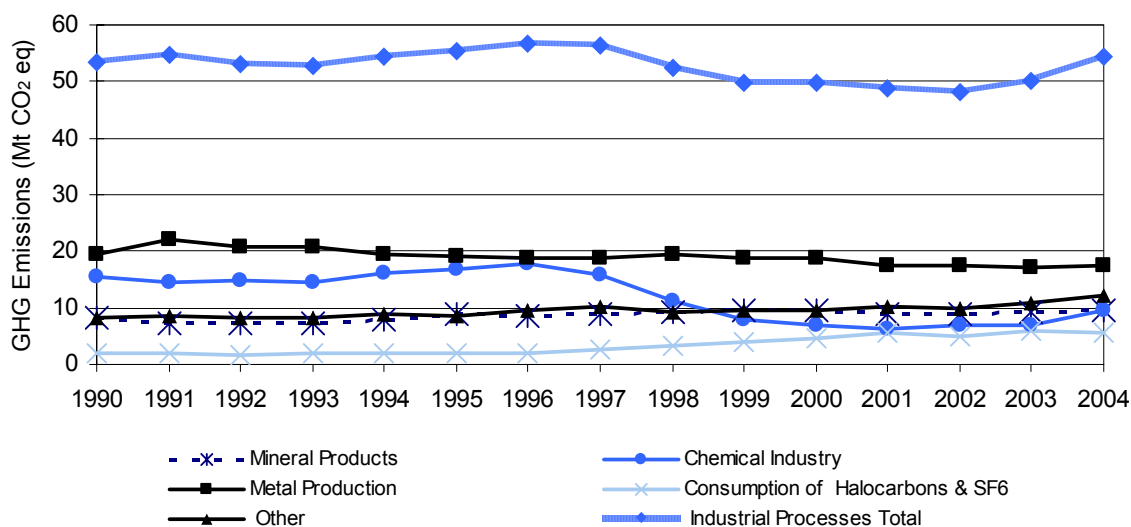 GHG Emissions (Mt CO₂ eq)
60
50
40
30
20
10
0
1990 1991 1992 1993 1994 1995 1996 1997 1998 1999 2000 2001 2002 2003 2004
Mineral Products Chemical Industry
Metal Production Consumption of Halocarbons & SF6
Other Industrial Processes Total